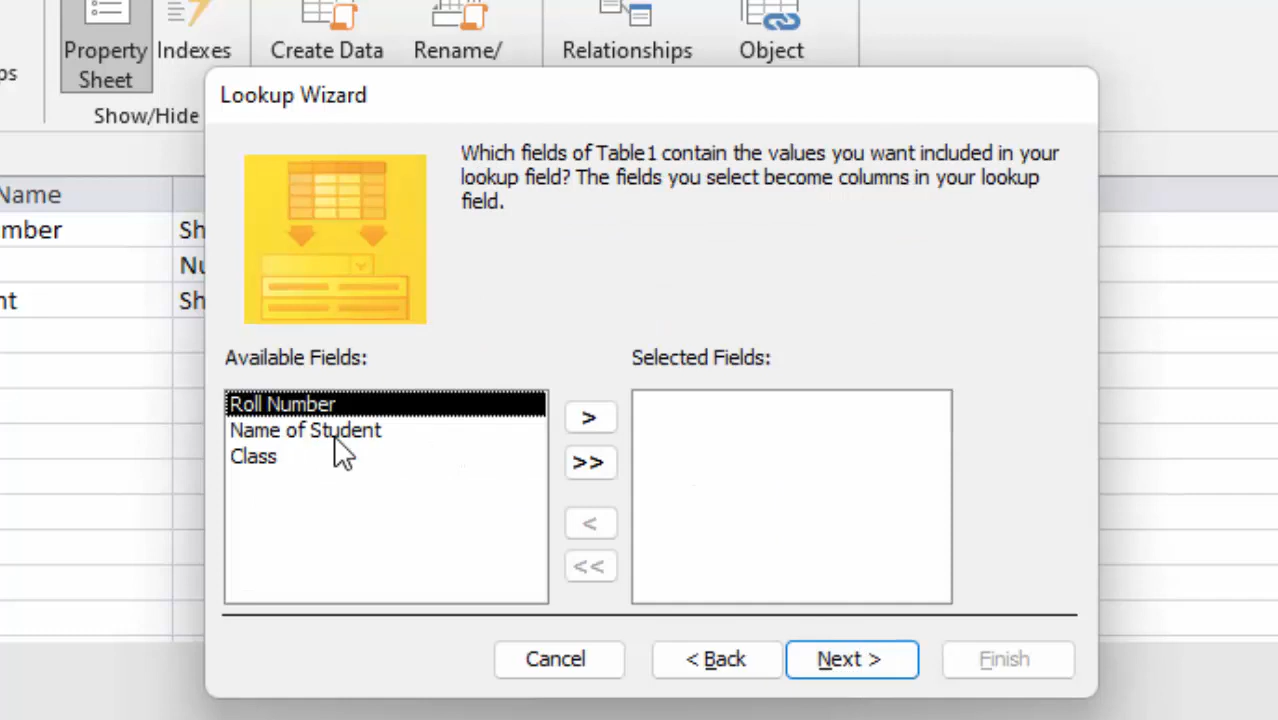 Property Indexes Create Data Rename/ Relationships Object
ps Sheet
Show/Hide
Lookup Wizard
Which fields of Table1 contain the values you want included in your
lookup field? The fields you select become columns in your lookup
field.
Name
mber Sh
Nu
nt Sh
Available Fields: Selected Fields:
Roll Number
Name of Student
Class
>
>>
<
<<
Cancel < Back Next > Finish